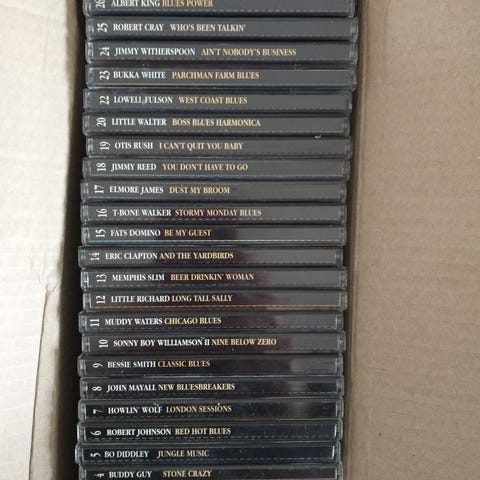 26 ALBERT KING BLUES POWER
25 ROBERT CRAY WHO'S BEEN TALKIN'
24 JIMMY WITHERSPOON AIN'T NOBODY'S BUSINESS
23 BUKKA WHITE PARCHMAN FARM BLUES
22 LOWELL FULSON WEST COAST BLUES
20 LITTLE WALTER BOSS BLUES HARMONICA
19 OTIS RUSH I CAN'T QUIT YOU BABY
18 JIMMY REED YOU DON'T HAVE TO GO
17 ELMORE JAMES DUST MY BROOM
16 T-BONE WALKER STORMY MONDAY BLUES
15 FATS DOMINO BE MY GUEST
14 ERIC CLAPTON AND THE YARDBIRDS
13 MEMPHIS SLIM BEER DRINKIN' WOMAN
12 LITTLE RICHARD LONG TALL SALLY
11 MUDDY WATERS CHICAGO BLUES
10 SONNY BOY WILLIAMSON II NINE BELOW ZERO
9 BESSIE SMITH CLASSIC BLUES
8 JOHN MAYALL NEW BLUESBREAKERS
7 HOWLIN' WOLF LONDON SESSIONS
6 ROBERT JOHNSON RED HOT BLUES
5 BO DIDDLEY JUNGLE MUSIC
4 BUDDY GUY STONE CRAZY